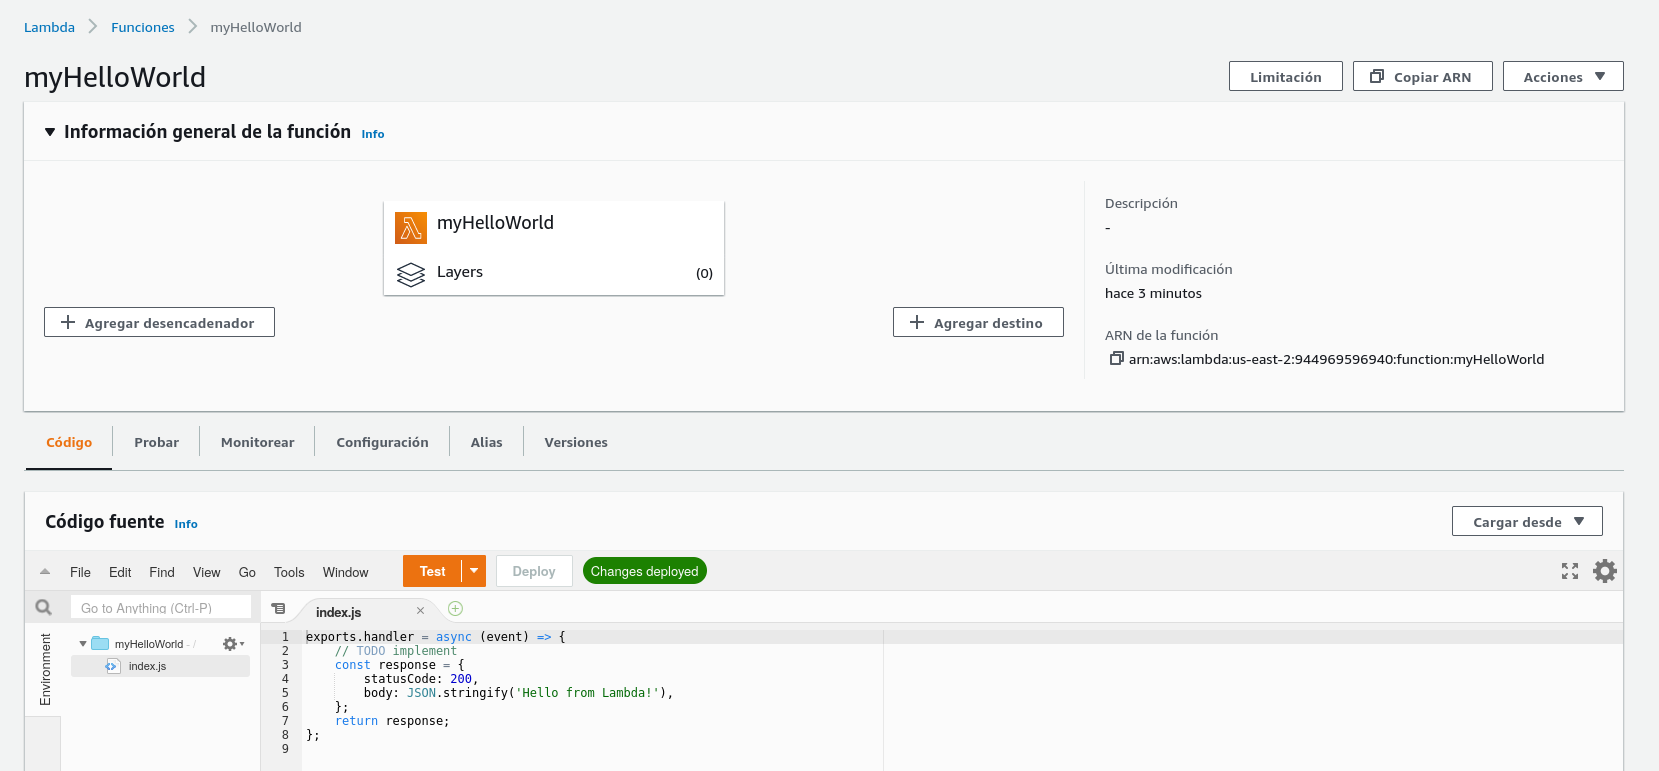 Lambda Funciones myHelloWorld
myHelloWorld
Limitación Copiar ARN Acciones
Información general de la función Info
myHelloWorld
Layers (0)
Agregar desencadenador
Agregar destino
Descripción
-
Última modificación
hace 3 minutos
ARN de la función
arn:aws:lambda:us-east-2:944969596940:function:myHelloWorld
Código Probar Monitorear Configuración Alias Versiones
Código fuente Info
Cargar desde
File Edit Find View Go Tools Window Test Deploy Changes deployed
Go to Anything (Ctrl-P)
index.js
Environment
myHelloWorld - /
index.js
1 exports.handler = async (event) => {
2 // TODO implement
3 const response = {
4 statusCode: 200,
5 body: JSON.stringify('Hello from Lambda!'),
6 };
7 return response;
8 };
9